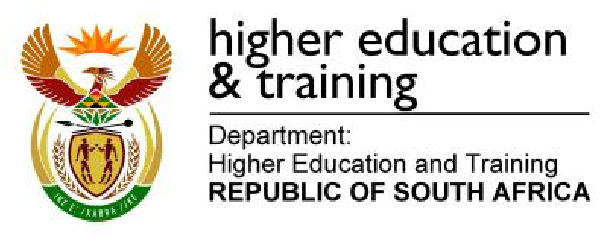 higher education
& training
Department:
Higher Education and Training
REPUBLIC OF SOUTH AFRICA